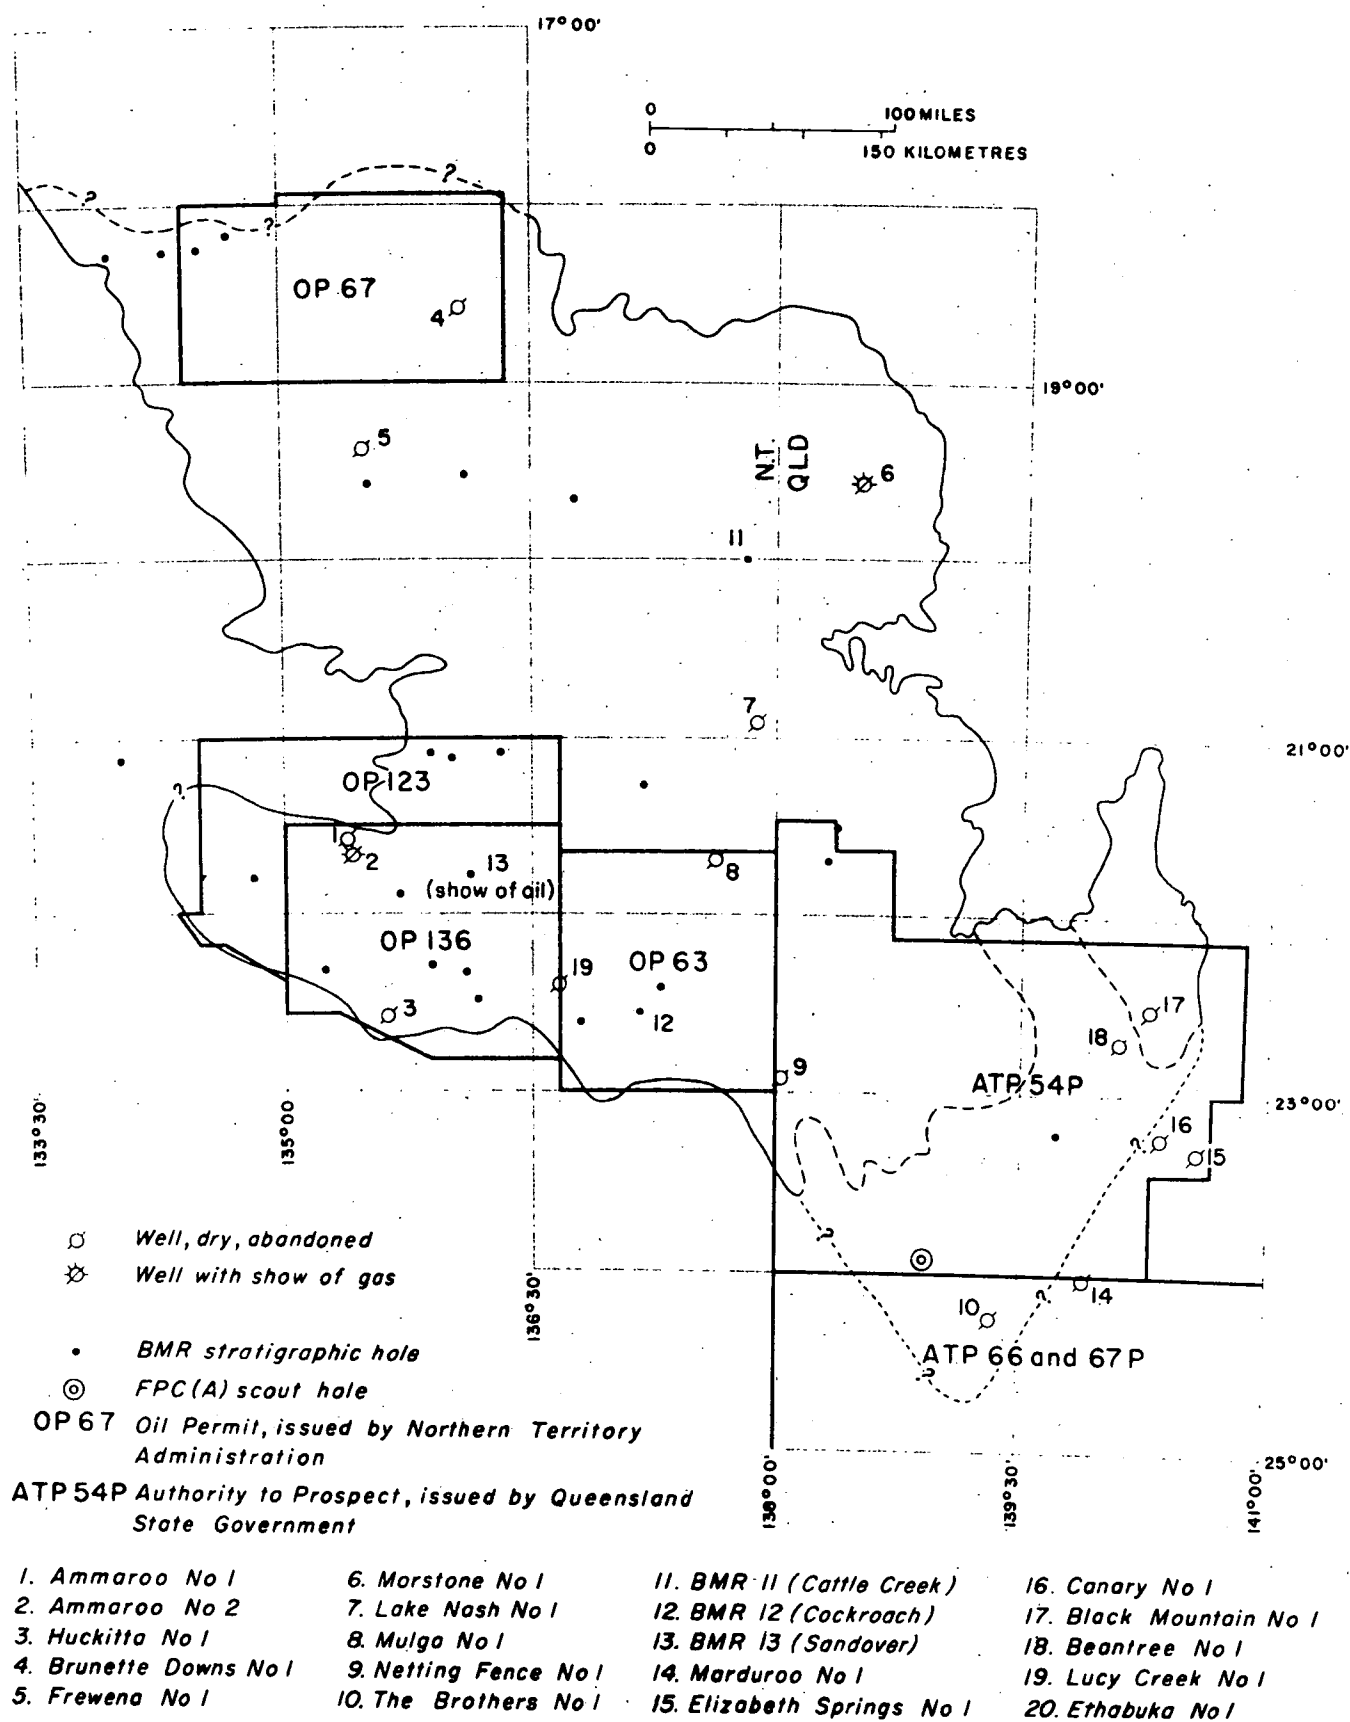 17°00'
0 100 MILES
0 150 KILOMETRES
? ?
?
OP 67
4
19°00'
5
N.T.
QLD
6
11
7
21°00'
OP 123
?
1
2
13
(show of oil)
8
OP 136
19
OP 63
3
12
17
18
9
ATP 54P
133°30'
135°00'
23°00'
16
?
15
?
Well, dry, abandoned
Well with show of gas
136°30'
?
14
10
ATP 66 and 67P
?
BMR stratigraphic hole
FPC(A) scout hole
OP 67 Oil Permit, issued by Northern Territory
Administration
138°00'
139°30'
141°00'
25°00'
ATP 54P Authority to Prospect, issued by Queensland
State Government
1. Ammaroo No 1
2. Ammaroo No 2
3. Huckitta No 1
4. Brunette Downs No 1
5. Frewena No 1
6. Morstone No 1
7. Lake Nash No 1
8. Mulga No 1
9. Netting Fence No 1
10. The Brothers No 1
11. BMR 11 (Cattle Creek)
12. BMR 12 (Cockroach)
13. BMR 13 (Sandover)
14. Marduroo No 1
15. Elizabeth Springs No 1
16. Canary No 1
17. Black Mountain No 1
18. Beantree No 1
19. Lucy Creek No 1
20. Ethabuka No 1